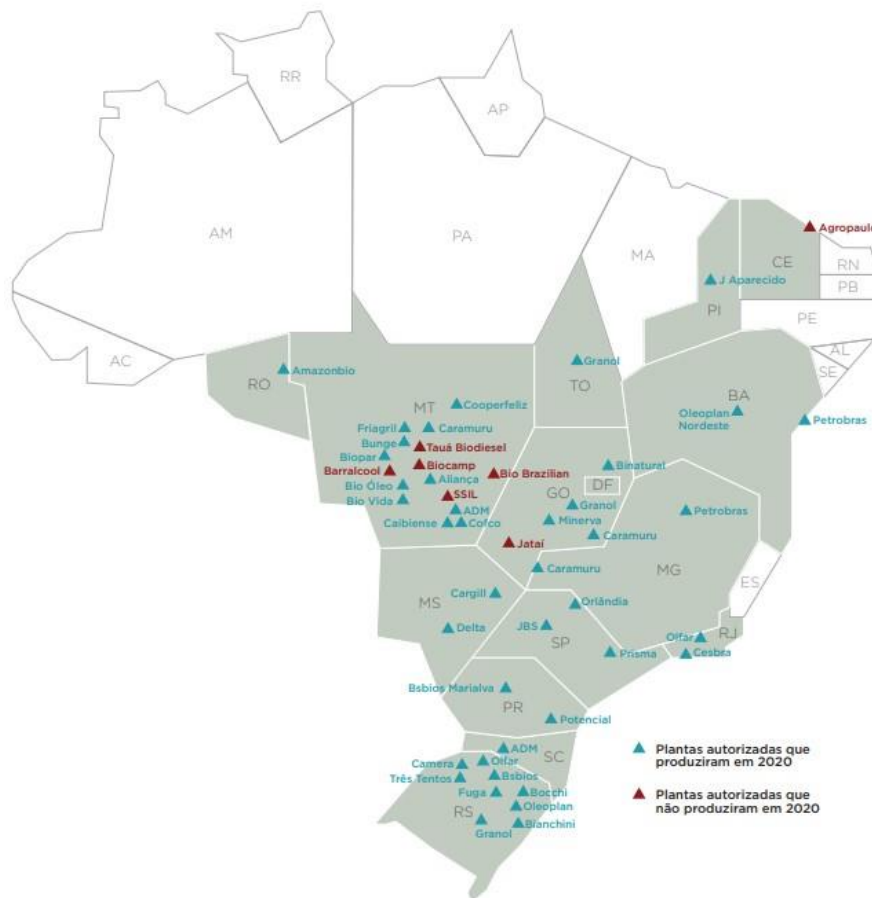 RR
AP
AM
PA
MA
Agropaulo
CE
RN
PB
J Aparecido
PI
PE
AL
SE
AC
RO
Amazonbio
MT
Cooperfeliz
TO
Granol
BA
Oleoplan
Nordeste
Petrobras
Friagril
Caramuru
Bunge
Tauá Biodiesel
Biopar
Biocamp
Barralcool
Aliança
Bio Brazilian
Binatural
Bio Óleo
SSIL
GO
DF
Bio Vida
ADM
Granol
Petrobras
Caibiense
Cofco
Minerva
Caramuru
Jataí
Caramuru
MG
ES
MS
Cargill
Orlândia
Delta
JBS
SP
Olfar
RJ
Prisma
Cesbra
Bsbios Marialva
PR
Potencial
ADM
SC
Camera
Olfar
Três Tentos
Bsbios
Fuga
Bocchi
RS
Oleoplan
Granol
Bianchini
Plantas autorizadas que
produziram em 2020
Plantas autorizadas que
não produziram em 2020